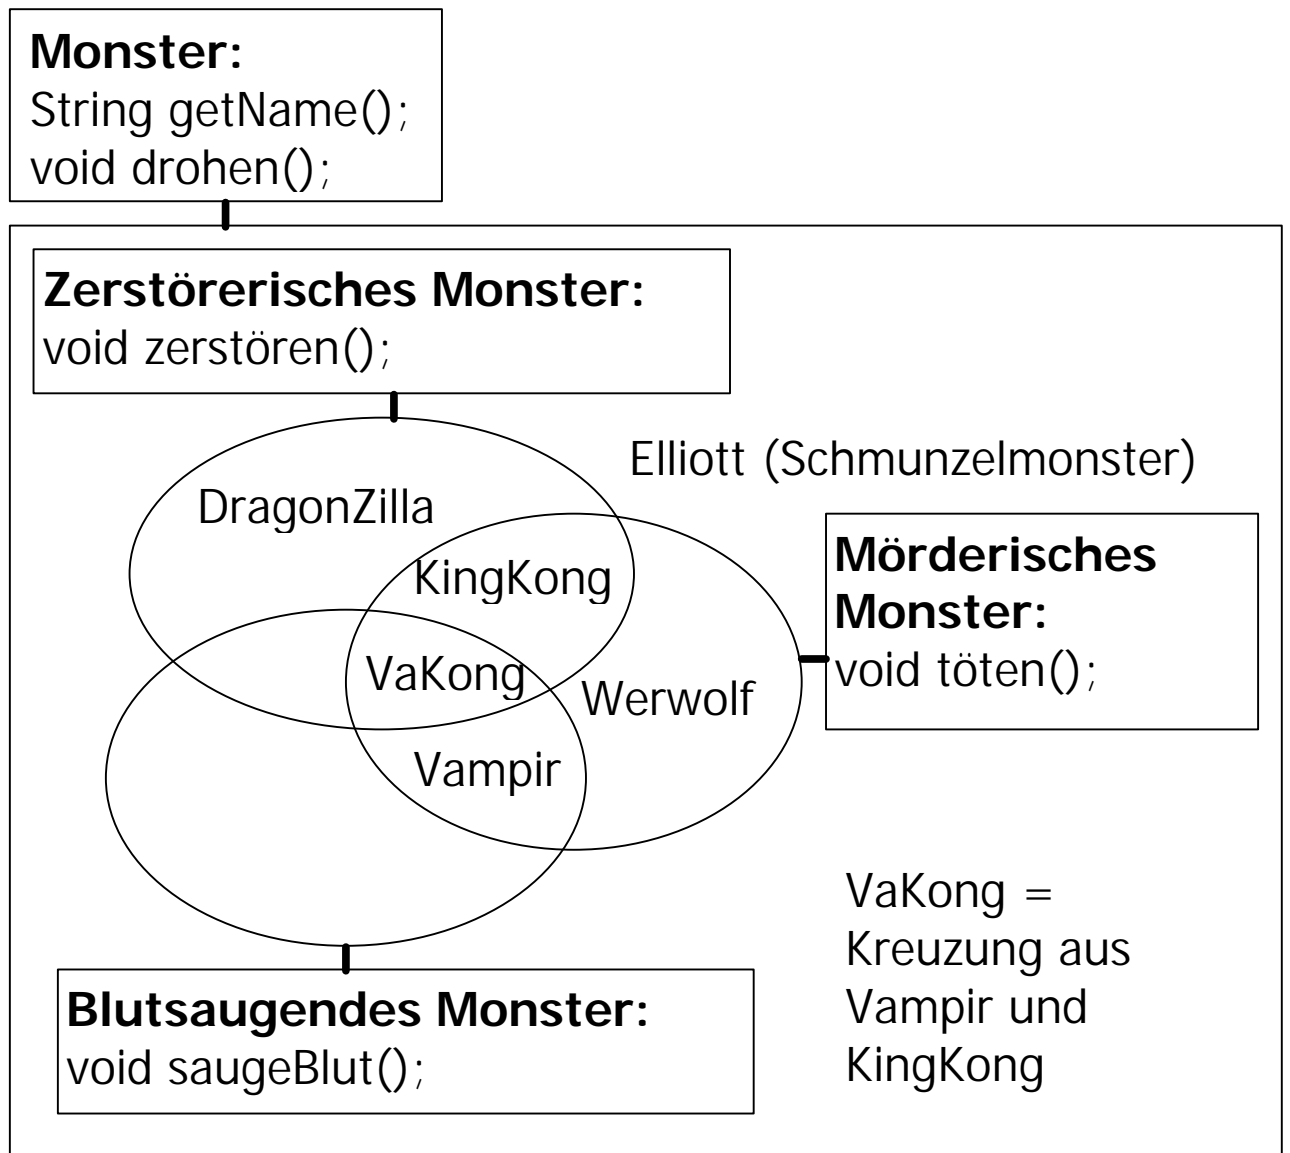 Monster:
String getName();
void drohen();
Zerstörerisches Monster:
void zerstören();
Elliott (Schmunzelmonster)
DragonZilla
KingKong
Mörderisches
Monster:
void töten();
VaKong
Werwolf
Vampir
VaKong =
Kreuzung aus
Vampir und
KingKong
Blutsaugendes Monster:
void saugeBlut();